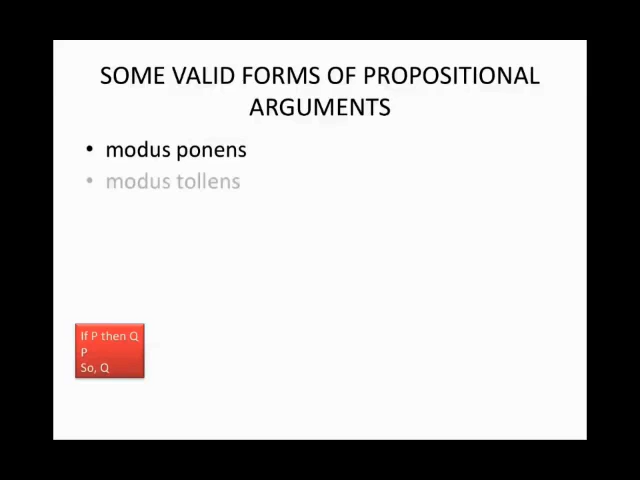 SOME VALID FORMS OF PROPOSITIONAL
ARGUMENTS
• modus ponens
• modus tollens
If P then Q
P
So, Q